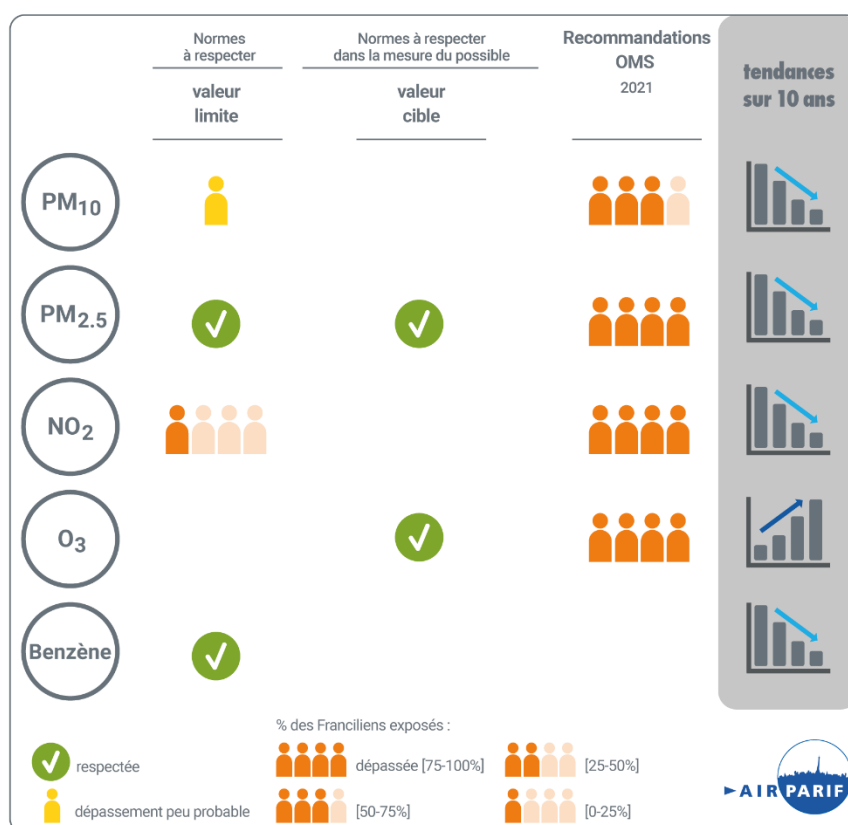 Normes
à respecter
Normes à respecter
dans la mesure du possible
Recommandations
OMS
2021
tendances
sur 10 ans
valeur
limite
valeur
cible
PM10
PM2.5
NO2
O3
Benzène
% des Franciliens exposés :
respectée
dépassée [75-100%]
[25-50%]
dépassement peu probable
[50-75%]
[0-25%]
AIRPARIF